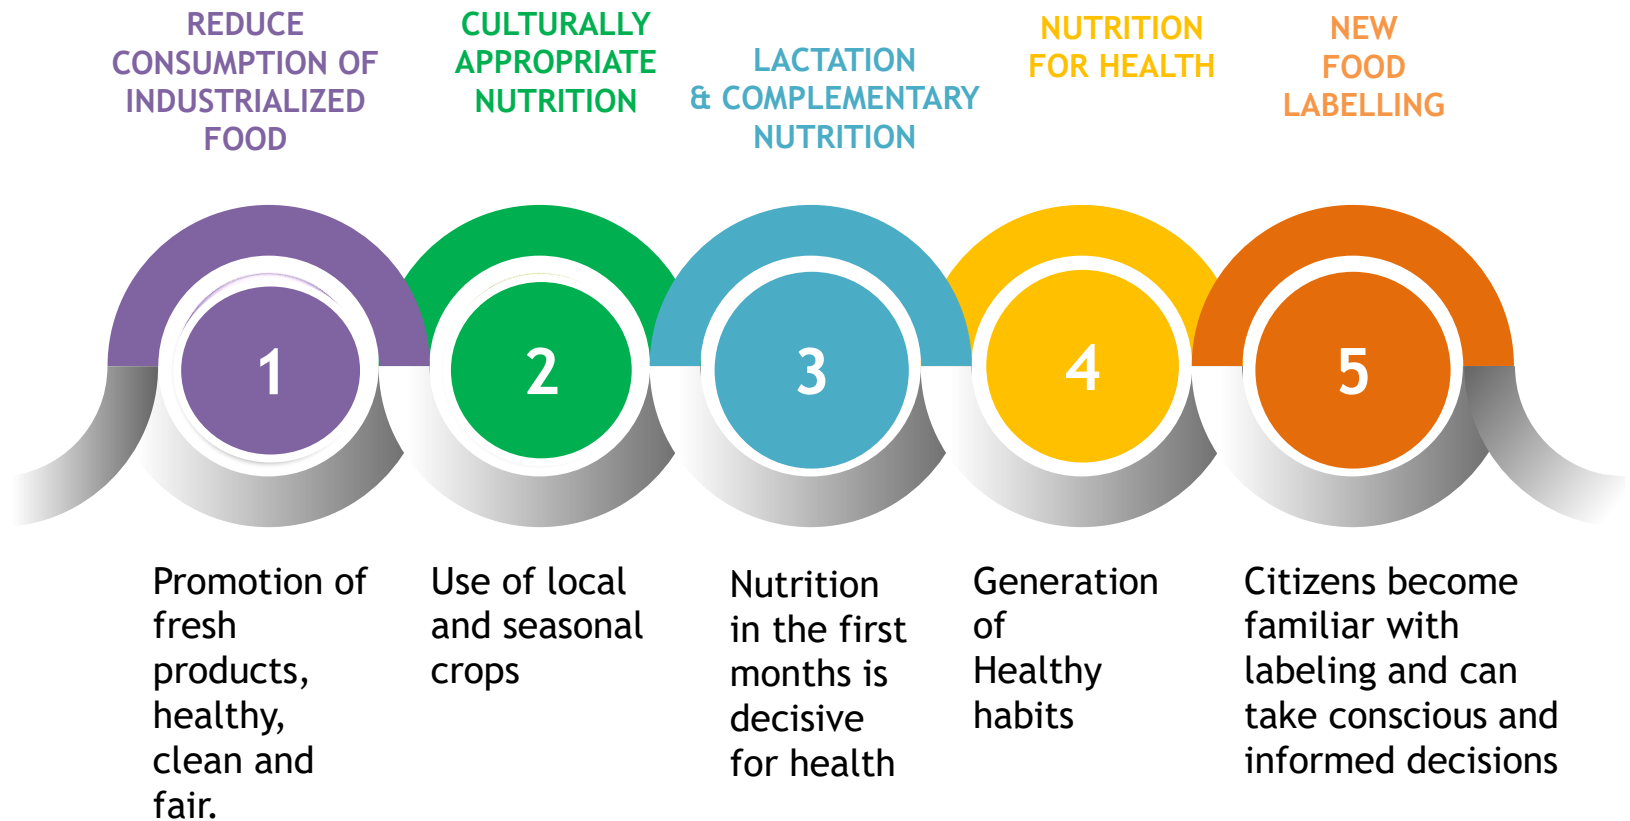 REDUCE
CONSUMPTION OF
INDUSTRIALIZED
FOOD
CULTURALLY
APPROPRIATE
NUTRITION
LACTATION
& COMPLEMENTARY
NUTRITION
NUTRITION
FOR HEALTH
NEW
FOOD
LABELLING
1
2
3
4
5
Promotion of
fresh
products,
healthy,
clean and
fair.
Use of local
and seasonal
crops
Nutrition
in the first
months is
decisive
for health
Generation
of
Healthy
habits
Citizens become
familiar with
labeling and can
take conscious and
informed decisions